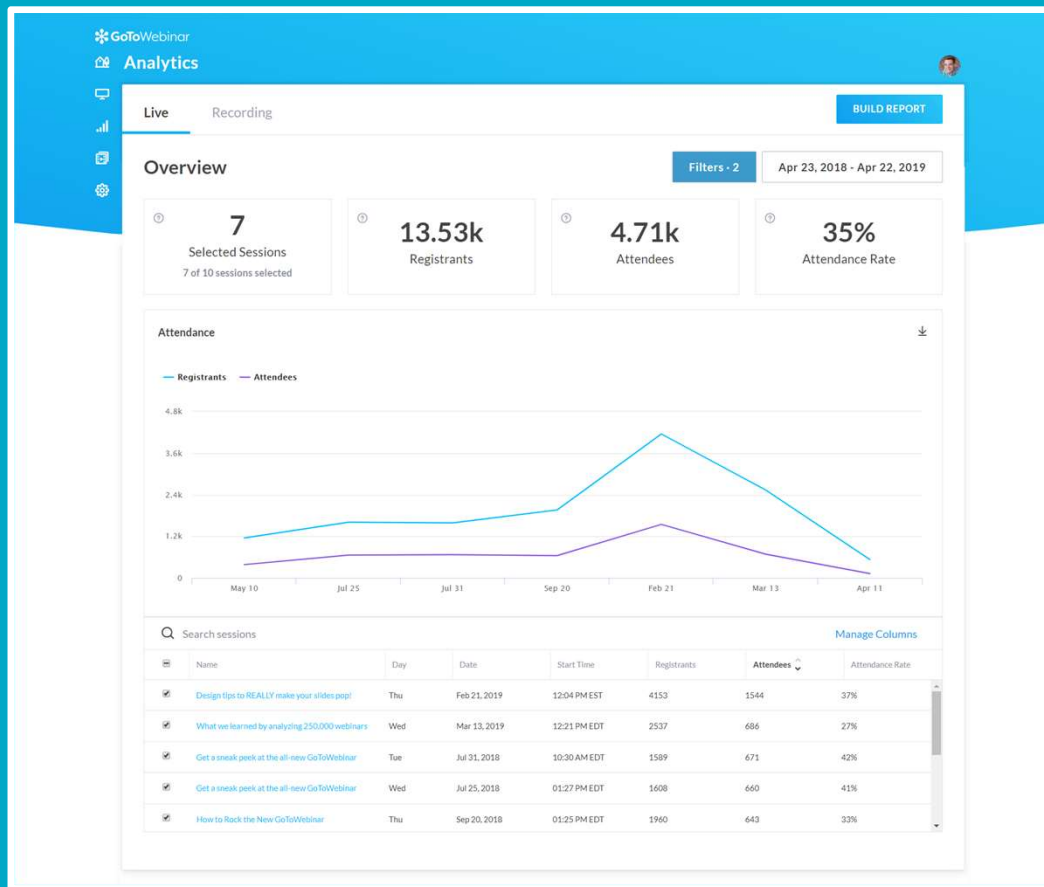 GoToWebinar
Analytics
Live Recording BUILD REPORT
Overview Filters · 2 Apr 23, 2018 - Apr 22, 2019
7 13.53k 4.71k 35%
Selected Sessions Registrants Attendees Attendance Rate
7 of 10 sessions selected
Attendance
Registrants Attendees
4.8k
3.6k
2.4k
1.2k
0
May 10 Jul 25 Jul 31 Sep 20 Feb 21 Mar 13 Apr 11
Search sessions Manage Columns
Name Day Date Start Time Registrants Attendees Attendance Rate
Design tips to REALLY make your slides pop! Thu Feb 21, 2019 12:04 PM EST 4153 1544 37%
What we learned by analyzing 250,000 webinars Wed Mar 13, 2019 12:21 PM EDT 2537 686 27%
Get a sneak peek at the all-new GoToWebinar Tue Jul 31, 2018 10:30 AM EDT 1589 671 42%
Get a sneak peek at the all-new GoToWebinar Wed Jul 25, 2018 01:27 PM EDT 1608 660 41%
How to Rock the New GoToWebinar Thu Sep 20, 2018 01:25 PM EDT 1960 643 33%